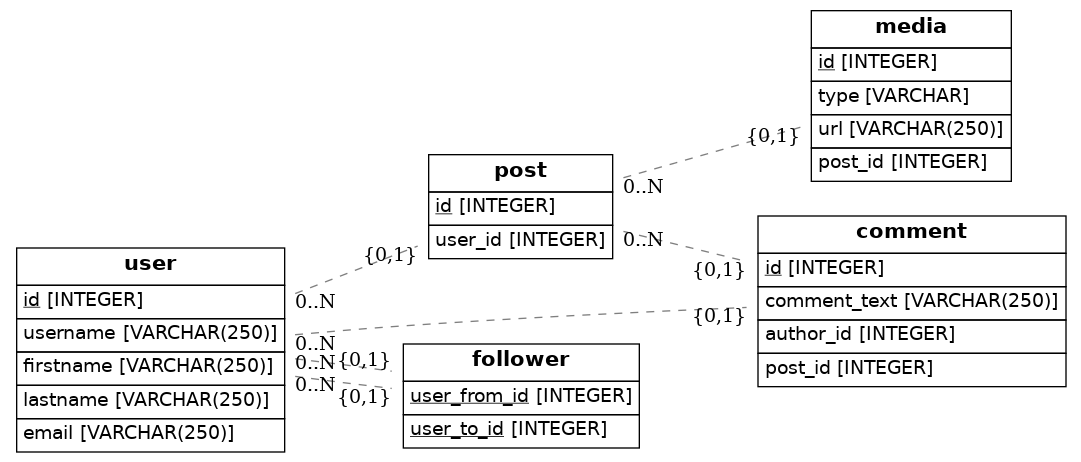 media
id [INTEGER]
type [VARCHAR]
url [VARCHAR(250)]
post_id [INTEGER]
{0,1}
0..N
post
id [INTEGER]
user_id [INTEGER]
{0,1}
0..N
0..N
{0,1}
comment
id [INTEGER]
comment_text [VARCHAR(250)]
author_id [INTEGER]
post_id [INTEGER]
{0,1}
0..N
user
id [INTEGER]
username [VARCHAR(250)]
firstname [VARCHAR(250)]
lastname [VARCHAR(250)]
email [VARCHAR(250)]
0..N
{0,1}
0..N
{0,1}
follower
user_from_id [INTEGER]
user_to_id [INTEGER]